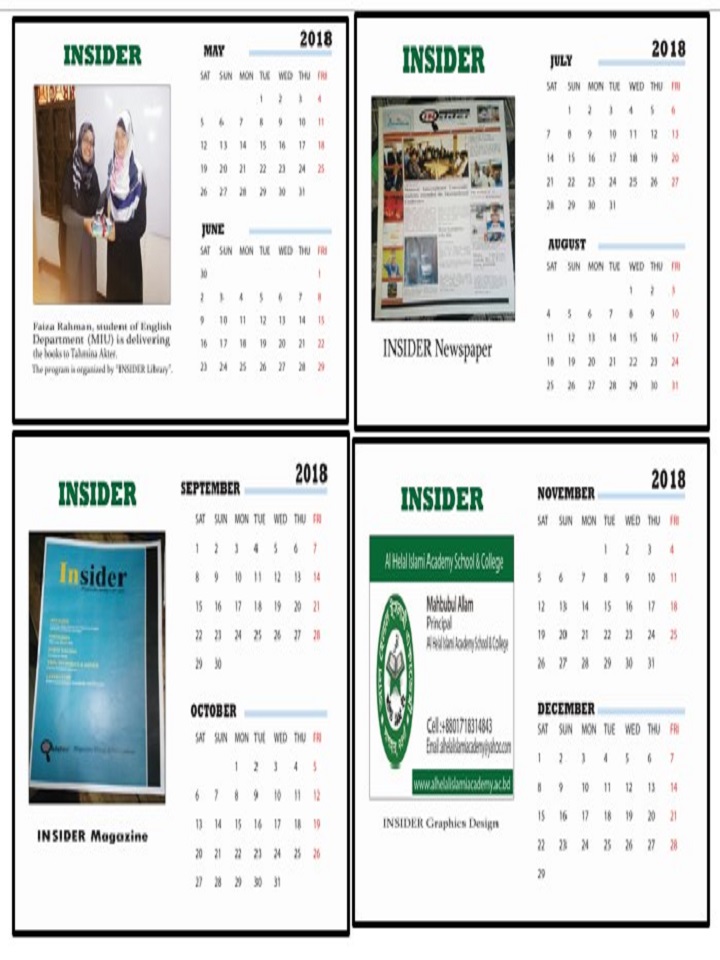 INSIDER
Faiza Rahman, student of English
Department (MIU) is delivering
the books to Tahmina Akter.
The program is organized by "INSIDER Library".
2018
MAY
SAT SUN MON TUE WED THU FRI
1 2 3 4
5 6 7 8 9 10 11
12 13 14 15 16 17 18
19 20 21 22 23 24 25
26 27 28 29 30 31
JUNE
SAT SUN MON TUE WED THU FRI
30 1
2 3 4 5 6 7 8
9 10 11 12 13 14 15
16 17 18 19 20 21 22
23 24 25 26 27 28 29
INSIDER
INSIDER Newspaper
2018
JULY
SAT SUN MON TUE WED THU FRI
1 2 3 4 5 6
7 8 9 10 11 12 13
14 15 16 17 18 19 20
21 22 23 24 25 26 27
28 29 30 31
AUGUST
SAT SUN MON TUE WED THU FRI
1 2 3
4 5 6 7 8 9 10
11 12 13 14 15 16 17
18 19 20 21 22 23 24
25 26 27 28 29 30 31
INSIDER
Insider
INSIDER Magazine
2018
SEPTEMBER
SAT SUN MON TUE WED THU FRI
1 2 3 4 5 6 7
8 9 10 11 12 13 14
15 16 17 18 19 20 21
22 23 24 25 26 27 28
29 30
OCTOBER
SAT SUN MON TUE WED THU FRI
1 2 3 4 5
6 7 8 9 10 11 12
13 14 15 16 17 18 19
20 21 22 23 24 25 26
27 28 29 30 31
INSIDER
Al Helal Islami Academy School & College
Mahbubul Allam
Principal
Al Helal Islami Academy School & College
Cell :+8801718314843
Email :alhelalislamiacademy@yahoo.com
www.alhelalislamiacademy.ac.bd
INSIDER Graphics Design
2018
NOVEMBER
SAT SUN MON TUE WED THU FRI
1 2 3 4
5 6 7 8 9 10 11
12 13 14 15 16 17 18
19 20 21 22 23 24 25
26 27 28 29 30 31
DECEMBER
SAT SUN MON TUE WED THU FRI
1 2 3 4 5 6 7
8 9 10 11 12 13 14
15 16 17 18 19 20 21
22 23 24 25 26 27 28
29